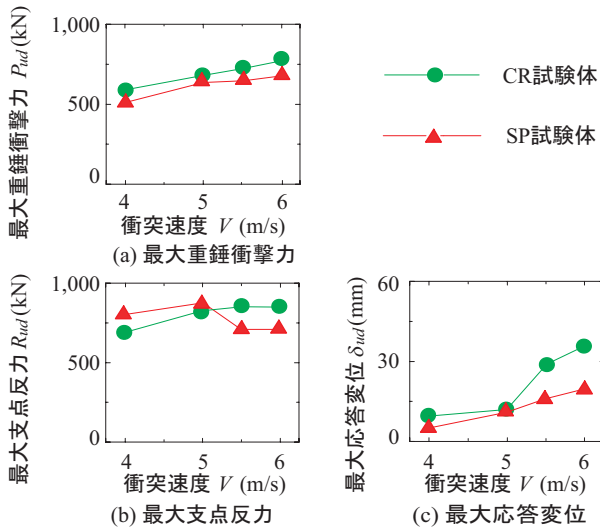 最大重錘衝撃力 Pud (kN)
1,000
500
0
4 5 6
衝突速度 V (m/s)
(a) 最大重錘衝撃力
CR試験体
SP試験体
最大支点反力 Rud (kN)
1,000
500
0
4 5 6
衝突速度 V (m/s)
(b) 最大支点反力
最大応答変位 δud (mm)
60
30
0
4 5 6
衝突速度 V (m/s)
(c) 最大応答変位